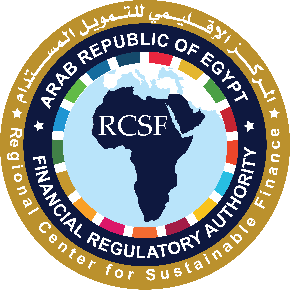 المركز الإقليمي للتمويل المستدام
ARAB REPUBLIC OF EGYPT
RCSF
FINANCIAL REGULATORY AUTHORITY
Regional Center for Sustainable Finance